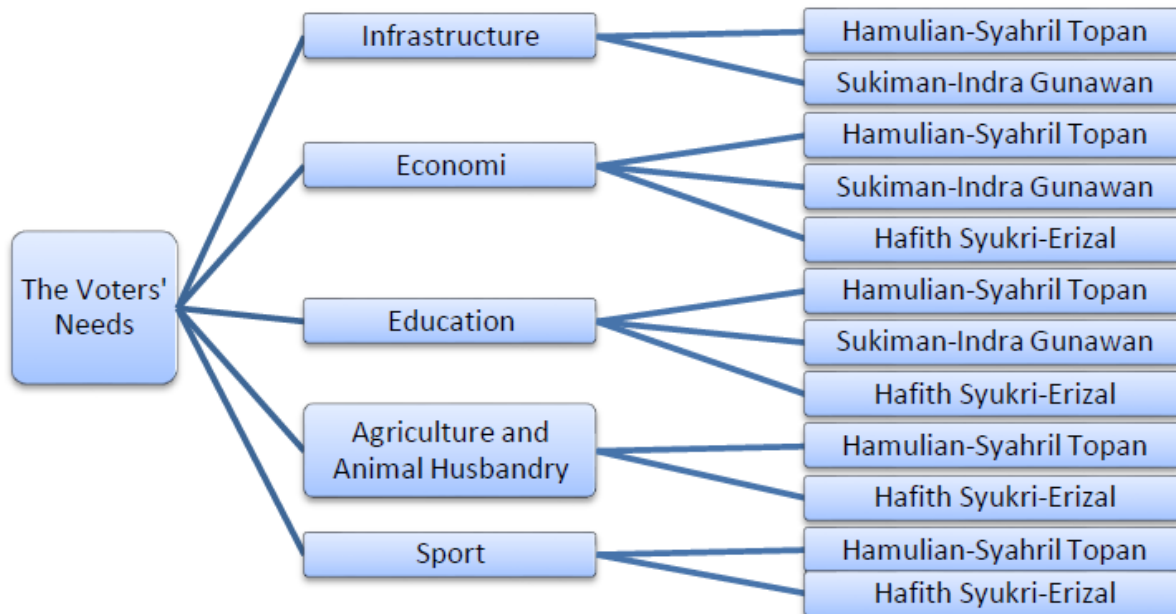 The Voters'
Needs
Infrastructure
Hamulian-Syahril Topan
Sukiman-Indra Gunawan
Economi
Hamulian-Syahril Topan
Sukiman-Indra Gunawan
Hafith Syukri-Erizal
Education
Hamulian-Syahril Topan
Sukiman-Indra Gunawan
Hafith Syukri-Erizal
Agriculture and
Animal Husbandry
Hamulian-Syahril Topan
Hafith Syukri-Erizal
Sport
Hamulian-Syahril Topan
Hafith Syukri-Erizal